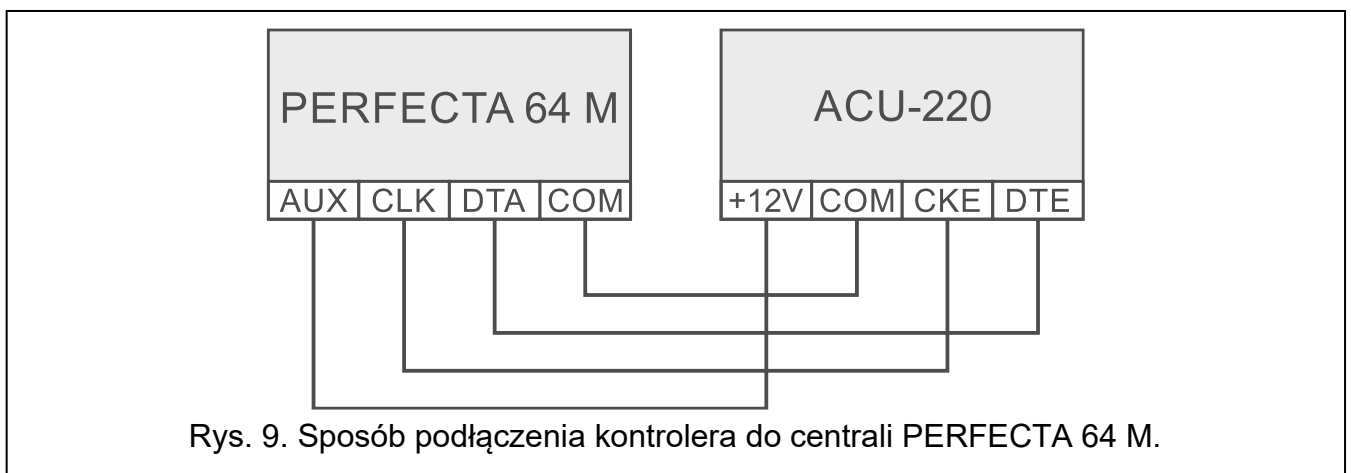 PERFECTA 64 M
AUX CLK DTA COM
ACU-220
+12V COM CKE DTE
Rys. 9. Sposób podłączenia kontrolera do centrali PERFECTA 64 M.